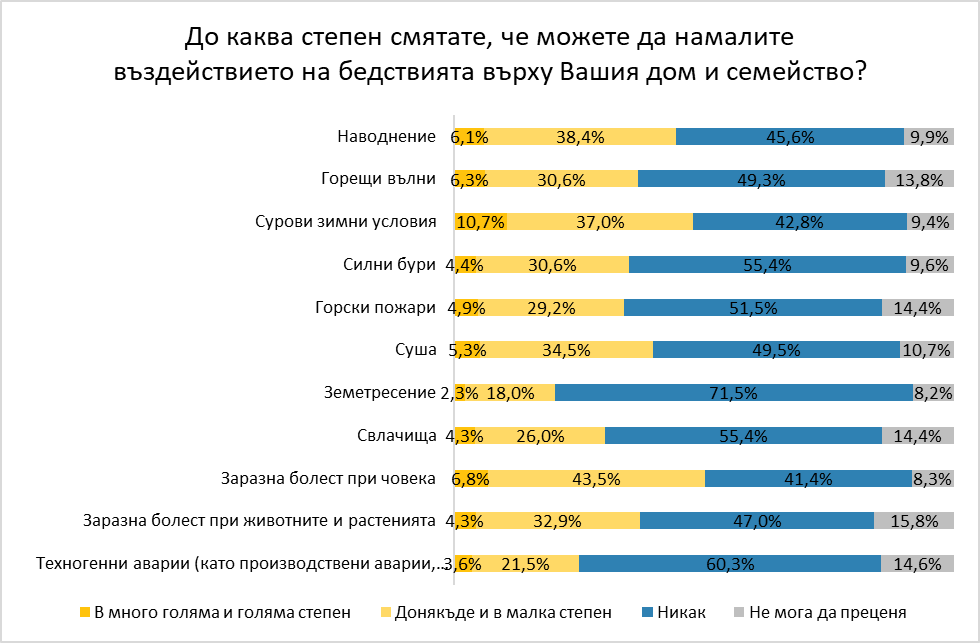 До каква степен смятате, че можете да намалите
въздействието на бедствията върху Вашия дом и семейство?
Наводнение 6,1% 38,4% 45,6% 9,9%
Горещи вълни 6,3% 30,6% 49,3% 13,8%
Сурови зимни условия 10,7% 37,0% 42,8% 9,4%
Силни бури 4,4% 30,6% 55,4% 9,6%
Горски пожари 4,9% 29,2% 51,5% 14,4%
Суша 5,3% 34,5% 49,5% 10,7%
Земетресение 2,3% 18,0% 71,5% 8,2%
Свлачища 4,3% 26,0% 55,4% 14,4%
Заразна болест при човека 6,8% 43,5% 41,4% 8,3%
Заразна болест при животните и растенията 4,3% 32,9% 47,0% 15,8%
Техногенни аварии (като производствени аварии,... 3,6% 21,5% 60,3% 14,6%
В много голяма и голяма степен Донякъде и в малка степен Никак Не мога да преценя